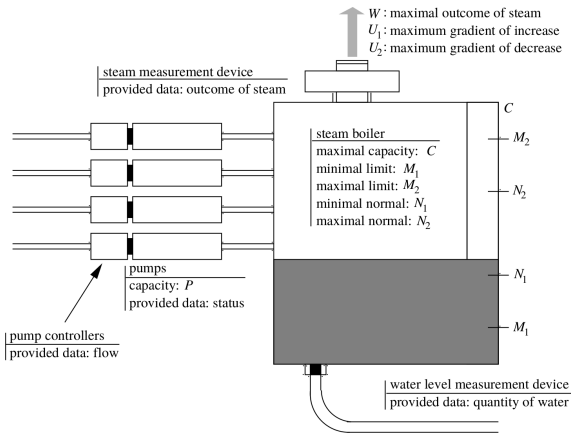 W: maximal outcome of steam
U₁: maximum gradient of increase
U₂: maximum gradient of decrease
steam measurement device
provided data: outcome of steam
C
steam boiler
maximal capacity: C
minimal limit: M₁
maximal limit: M₂
minimal normal: N₁
maximal normal: N₂
M₂
N₂
N₁
M₁
pumps
capacity: P
provided data: status
pump controllers
provided data: flow
water level measurement device
provided data: quantity of water